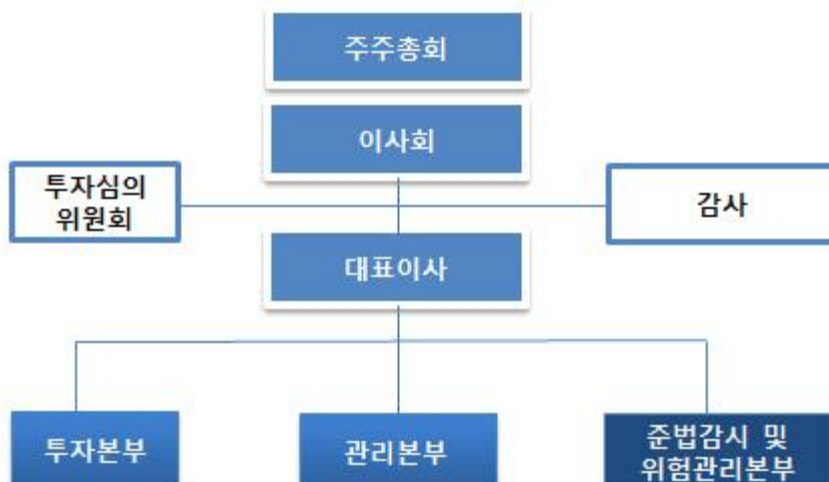 주주총회
이사회
투자심의
위원회
감사
대표이사
투자본부
관리본부
준법감시 및
위험관리본부